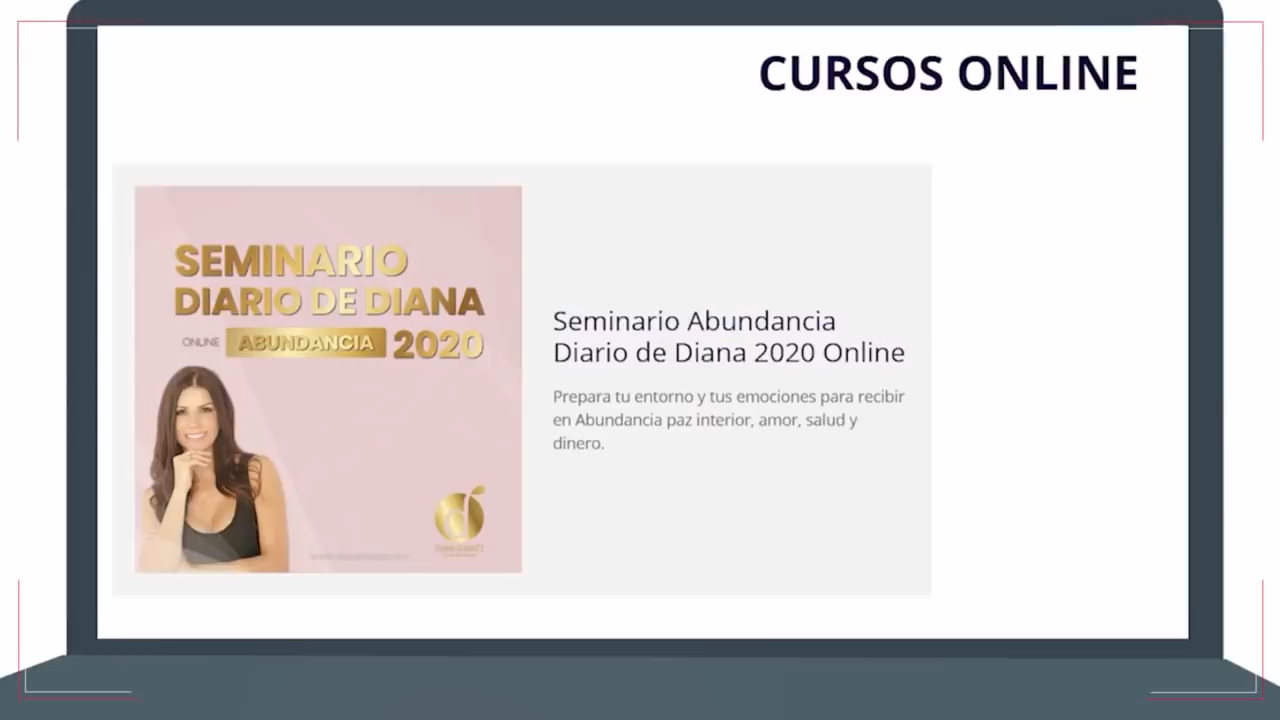 CURSOS ONLINE
SEMINARIO
DIARIO DE DIANA
ONLINE ABUNDANCIA 2020
Seminario Abundancia
Diario de Diana 2020 Online
Prepara tu entorno y tus emociones para recibir
en Abundancia paz interior, amor, salud y
dinero.